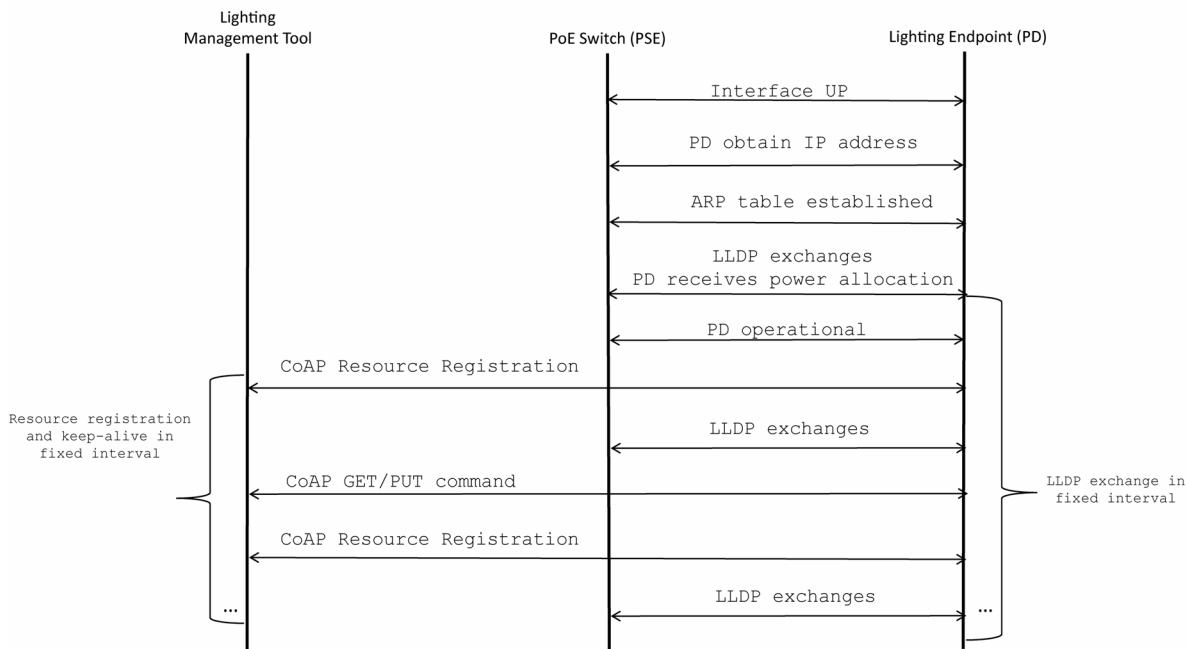 Lighting
Management Tool
PoE Switch (PSE)
Lighting Endpoint (PD)
Interface UP
PD obtain IP address
ARP table established
LLDP exchanges
PD receives power allocation
PD operational
CoAP Resource Registration
Resource registration
and keep-alive in
fixed interval
LLDP exchanges
CoAP GET/PUT command
LLDP exchange in
fixed interval
CoAP Resource Registration
LLDP exchanges
...
...